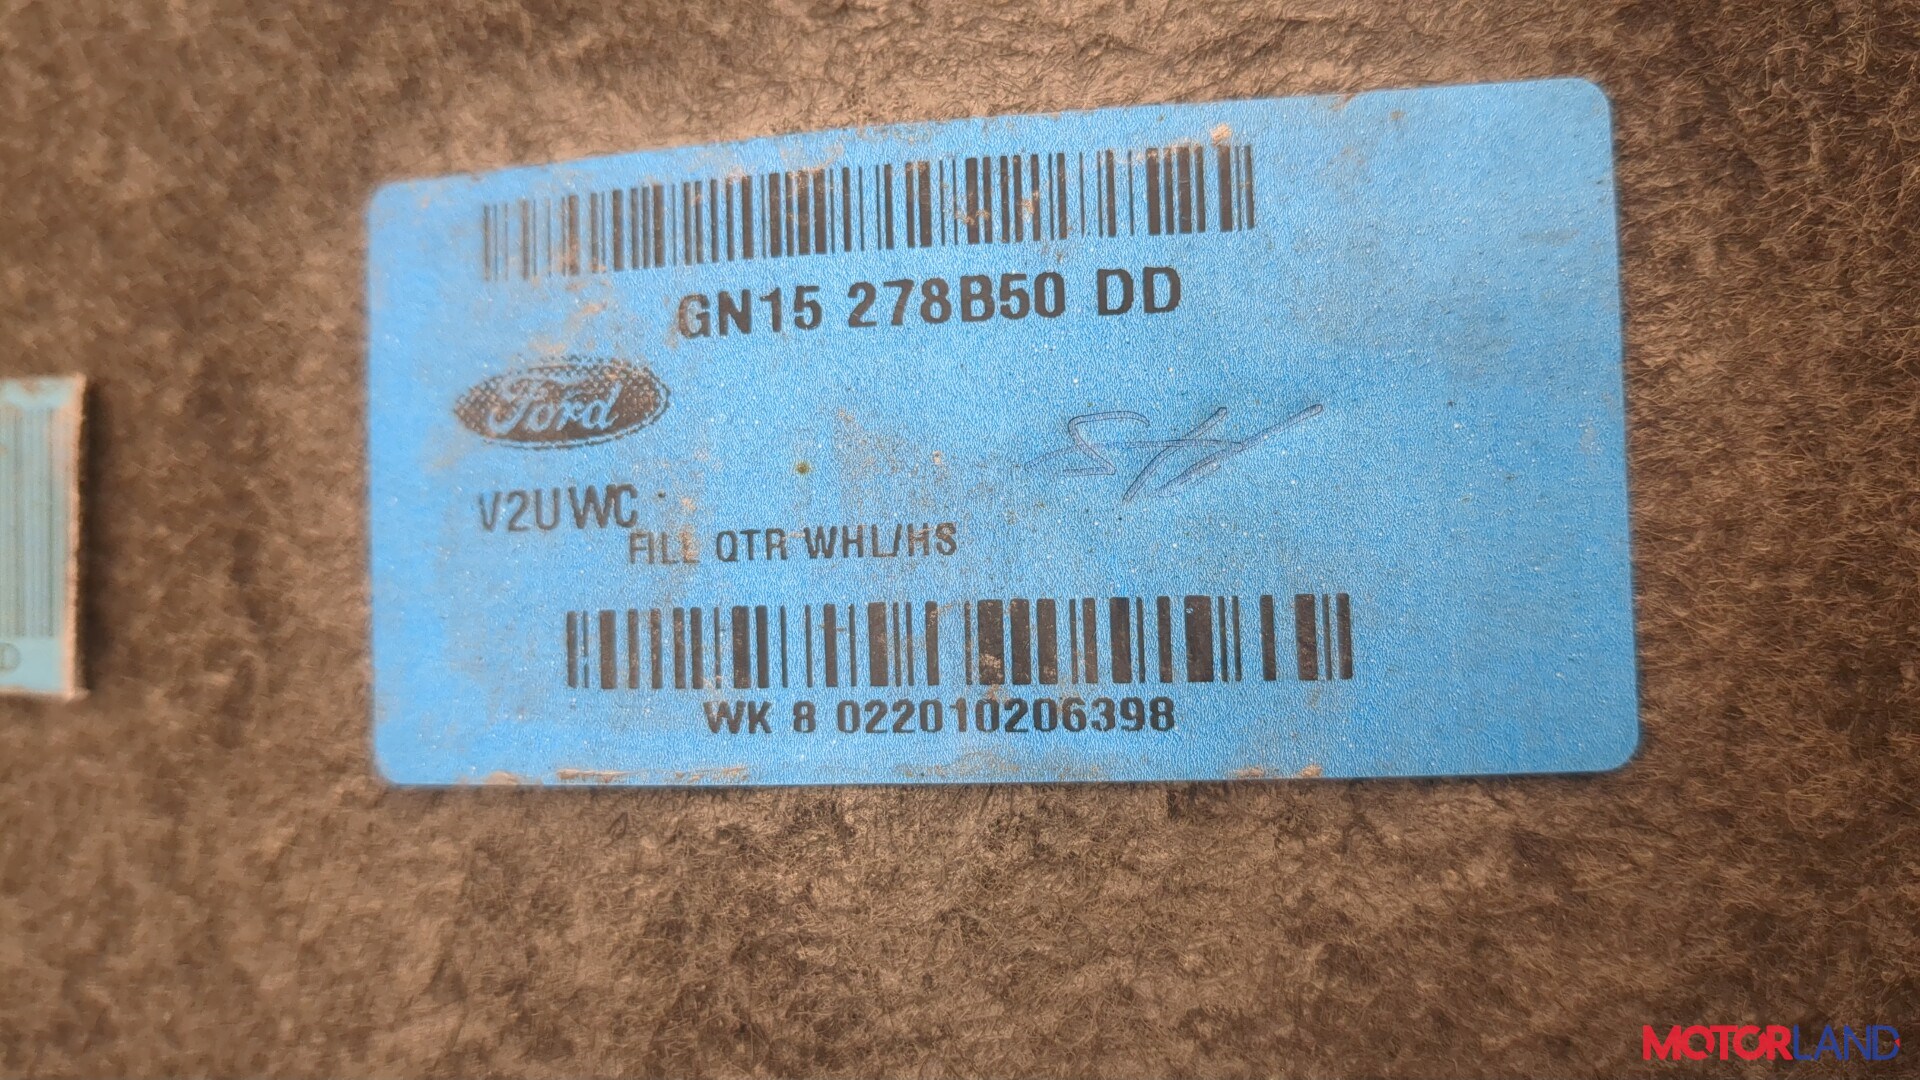 GN15 278B50 DD
Ford
V2UWC
FILL QTR WHL/HS
WK 8 022010206398
D
MOTORLAND